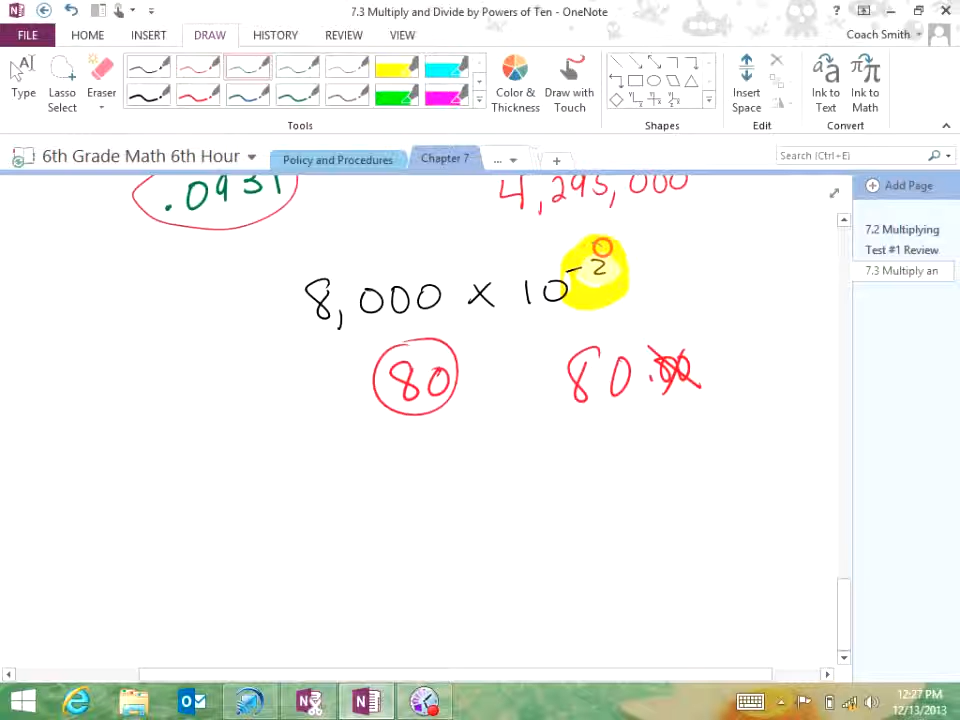 7.3 Multiply and Divide by Powers of Ten - OneNote
FILE HOME INSERT DRAW HISTORY REVIEW VIEW
Coach Smith
Type
Lasso Select
Eraser
Color & Thickness
Draw with Touch
Insert Space
Ink to Text
Ink to Math
Tools Shapes Edit Convert
6th Grade Math 6th Hour Policy and Procedures Chapter 7 ...
Search (Ctrl+E)
Add Page
7.2 Multiplying
Test #1 Review
7.3 Multiply an
.0931 4,295,000
8,000 x 10⁻²
80 80.00
12:27 PM
12/13/2013